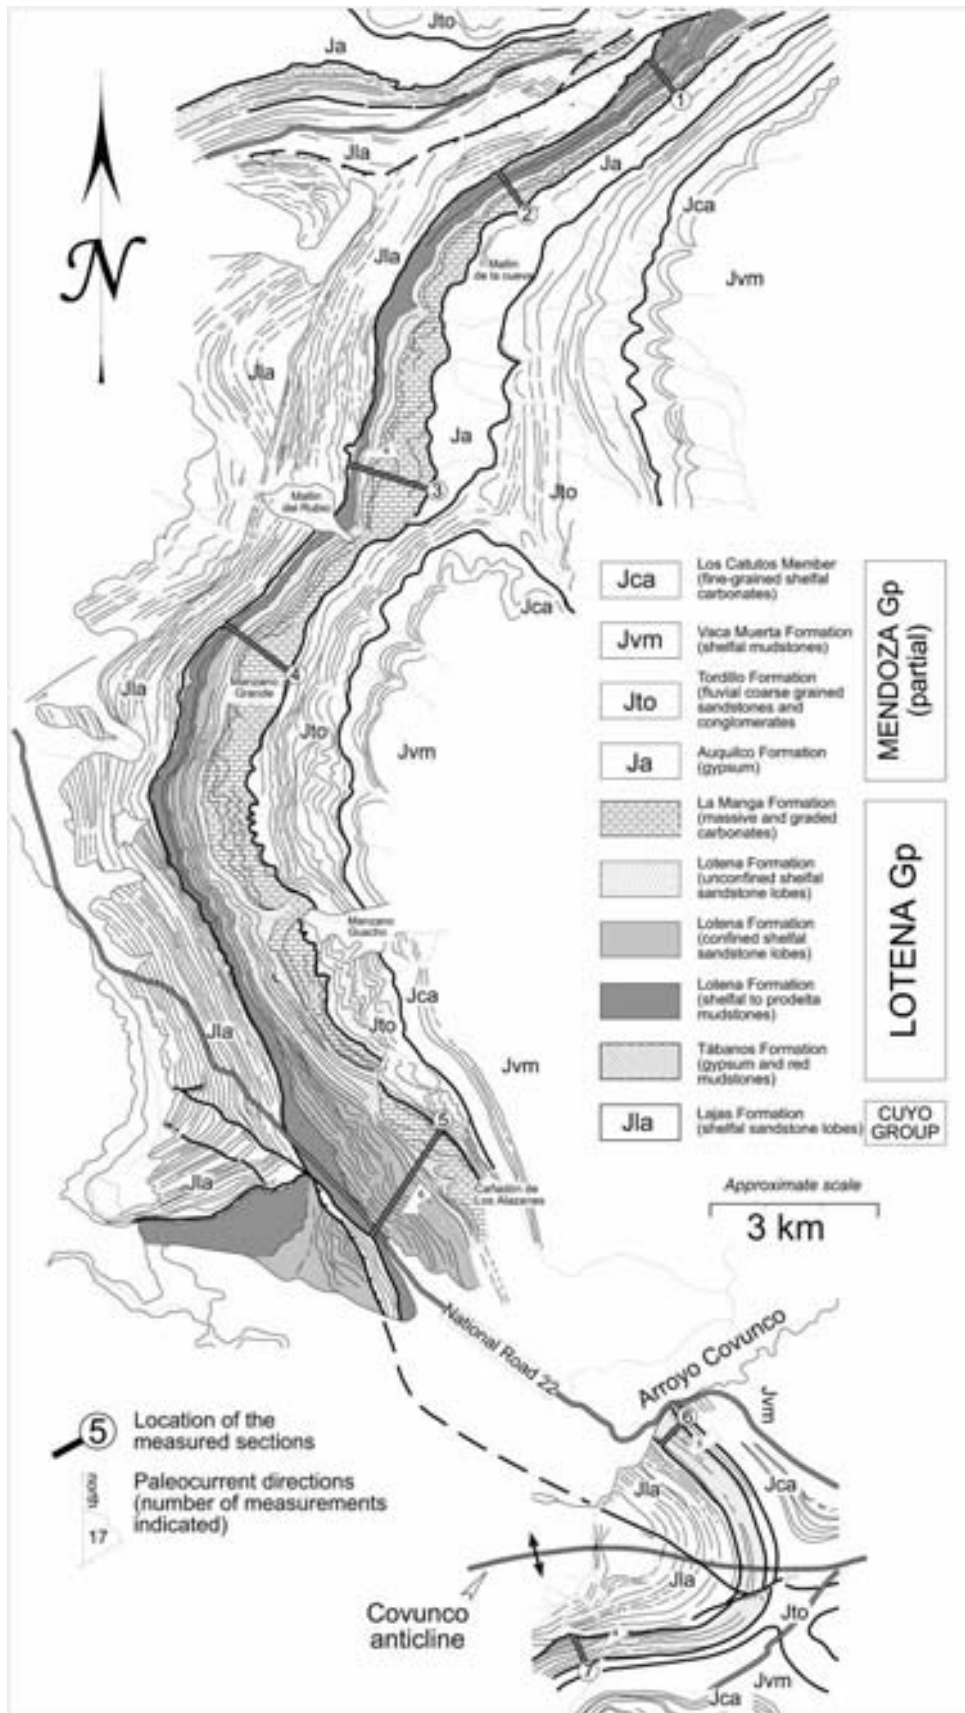 Jto
Ja
1
Jla
Ja
2
Jca
N
Jla
Mallín
de la cueva
Jvm
Jla
Ja
3
Mallín
del Rubio
Jto
Jca
4
Jla
Manzano
Grande
Jto
Jvm
Manzano
Guacho
Jca
Jto
Jla
Jvm
5
Jla
Cañadón de
Los Alazanes
Jca
Los Catutos Member
(fine-grained shelfal
carbonates)
Jvm
Vaca Muerta Formation
(shelfal mudstones)
Jto
Tordillo Formation
(fluvial coarse grained
sandstones and
conglomerates
Ja
Auquilco Formation
(gypsum)
MENDOZA Gp
(partial)
La Manga Formation
(massive and graded
carbonates)
Lotena Formation
(unconfined shelfal
sandstone lobes)
Lotena Formation
(confined shelfal
sandstone lobes)
Lotena Formation
(shelfal to prodelta
mudstones)
Tábanos Formation
(gypsum and red
mudstones)
LOTENA Gp
Jla
Lajas Formation
(shelfal sandstone lobes)
CUYO
GROUP
Approximate scale
3 km
National Road 22
Arroyo Covunco
6
Jvm
Jla
Jca
Jla
Jto
Covunco
anticline
7
Jvm
Jca
5
Location of the
measured sections
north
17
Paleocurrent directions
(number of measurements
indicated)